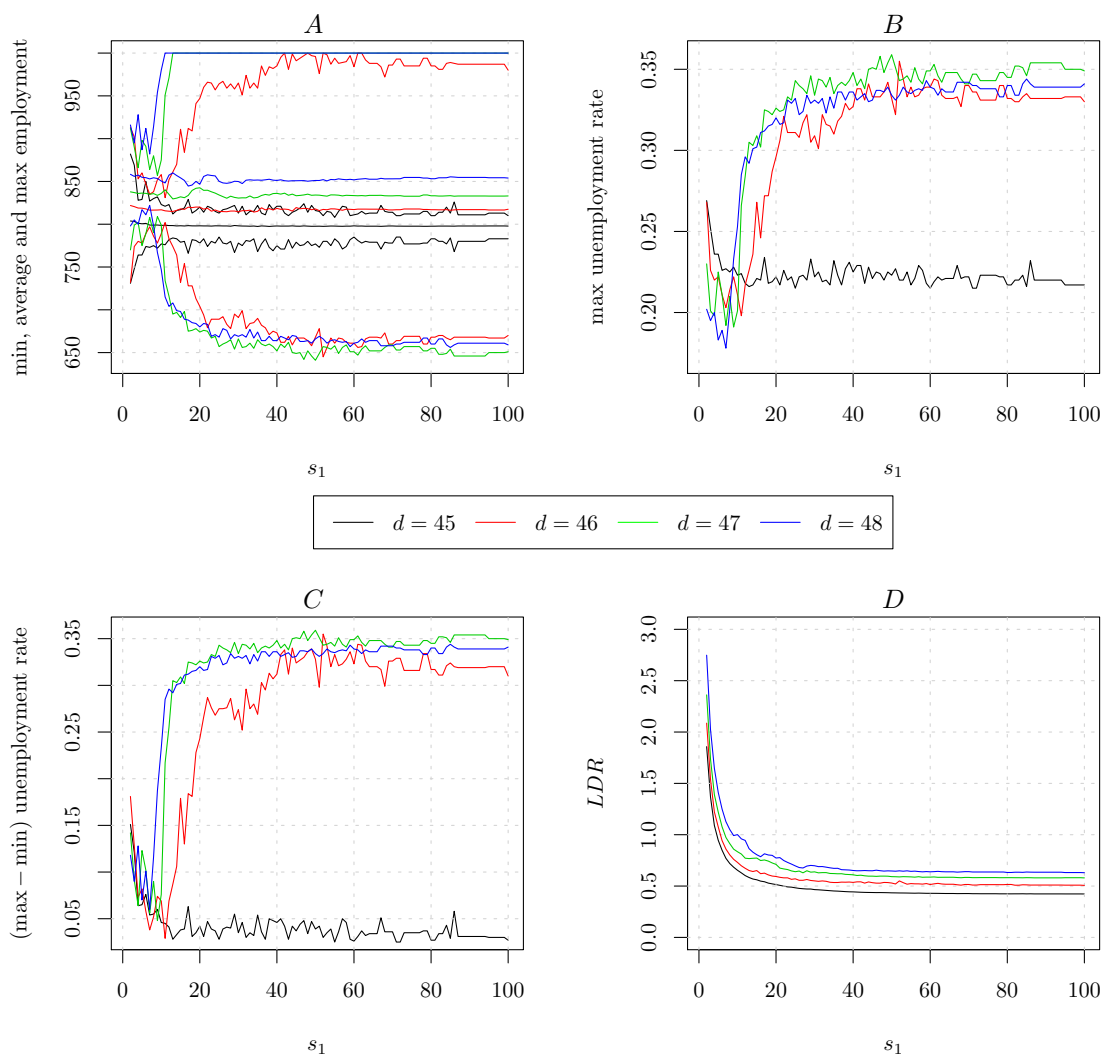 A
min, average and max employment
650 750 850 950
0 20 40 60 80 100
s₁
B
max unemployment rate
0.20 0.25 0.30 0.35
0 20 40 60 80 100
s₁
d = 45 d = 46 d = 47 d = 48
C
(max − min) unemployment rate
0.05 0.15 0.25 0.35
0 20 40 60 80 100
s₁
D
LDR
0.0 0.5 1.0 1.5 2.0 2.5 3.0
0 20 40 60 80 100
s₁